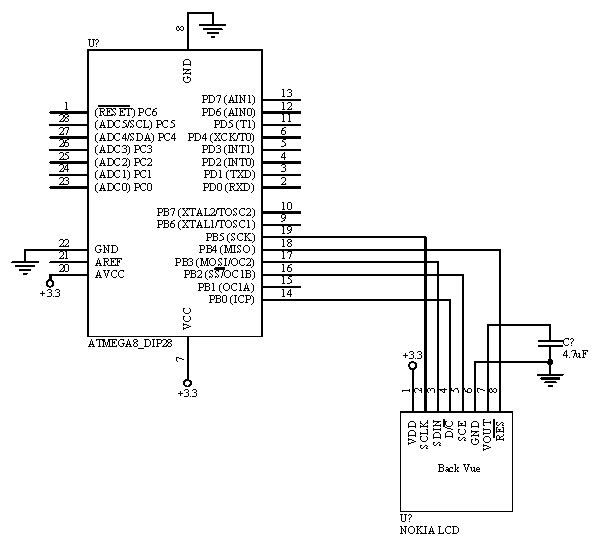 8
U?
GND
PD7 (AIN1) 13
PD6 (AIN0) 12
PD5 (T1) 11
PD4 (XCK/T0) 6
PD3 (INT1) 5
PD2 (INT0) 4
PD1 (TXD) 3
PD0 (RXD) 2
1 (RESET) PC6
28 (ADC5/SCL) PC5
27 (ADC4/SDA) PC4
26 (ADC3) PC3
25 (ADC2) PC2
24 (ADC1) PC1
23 (ADC0) PC0
PB7 (XTAL2/TOSC2) 10
PB6 (XTAL1/TOSC1) 9
PB5 (SCK) 19
PB4 (MISO) 18
PB3 (MOSI/OC2) 17
PB2 (SS/OC1B) 16
PB1 (OC1A) 15
PB0 (ICP) 14
22 GND
21 AREF
20 AVCC
+3.3
VCC
ATMEGA8_DIP28
7
+3.3
C?
4.7uF
+3.3
1 VDD
2 SCLK
3 SDIN
4 D/C
5 SCE
6 GND
7 VOUT
8 RES
Back Vue
U?
NOKIA LCD